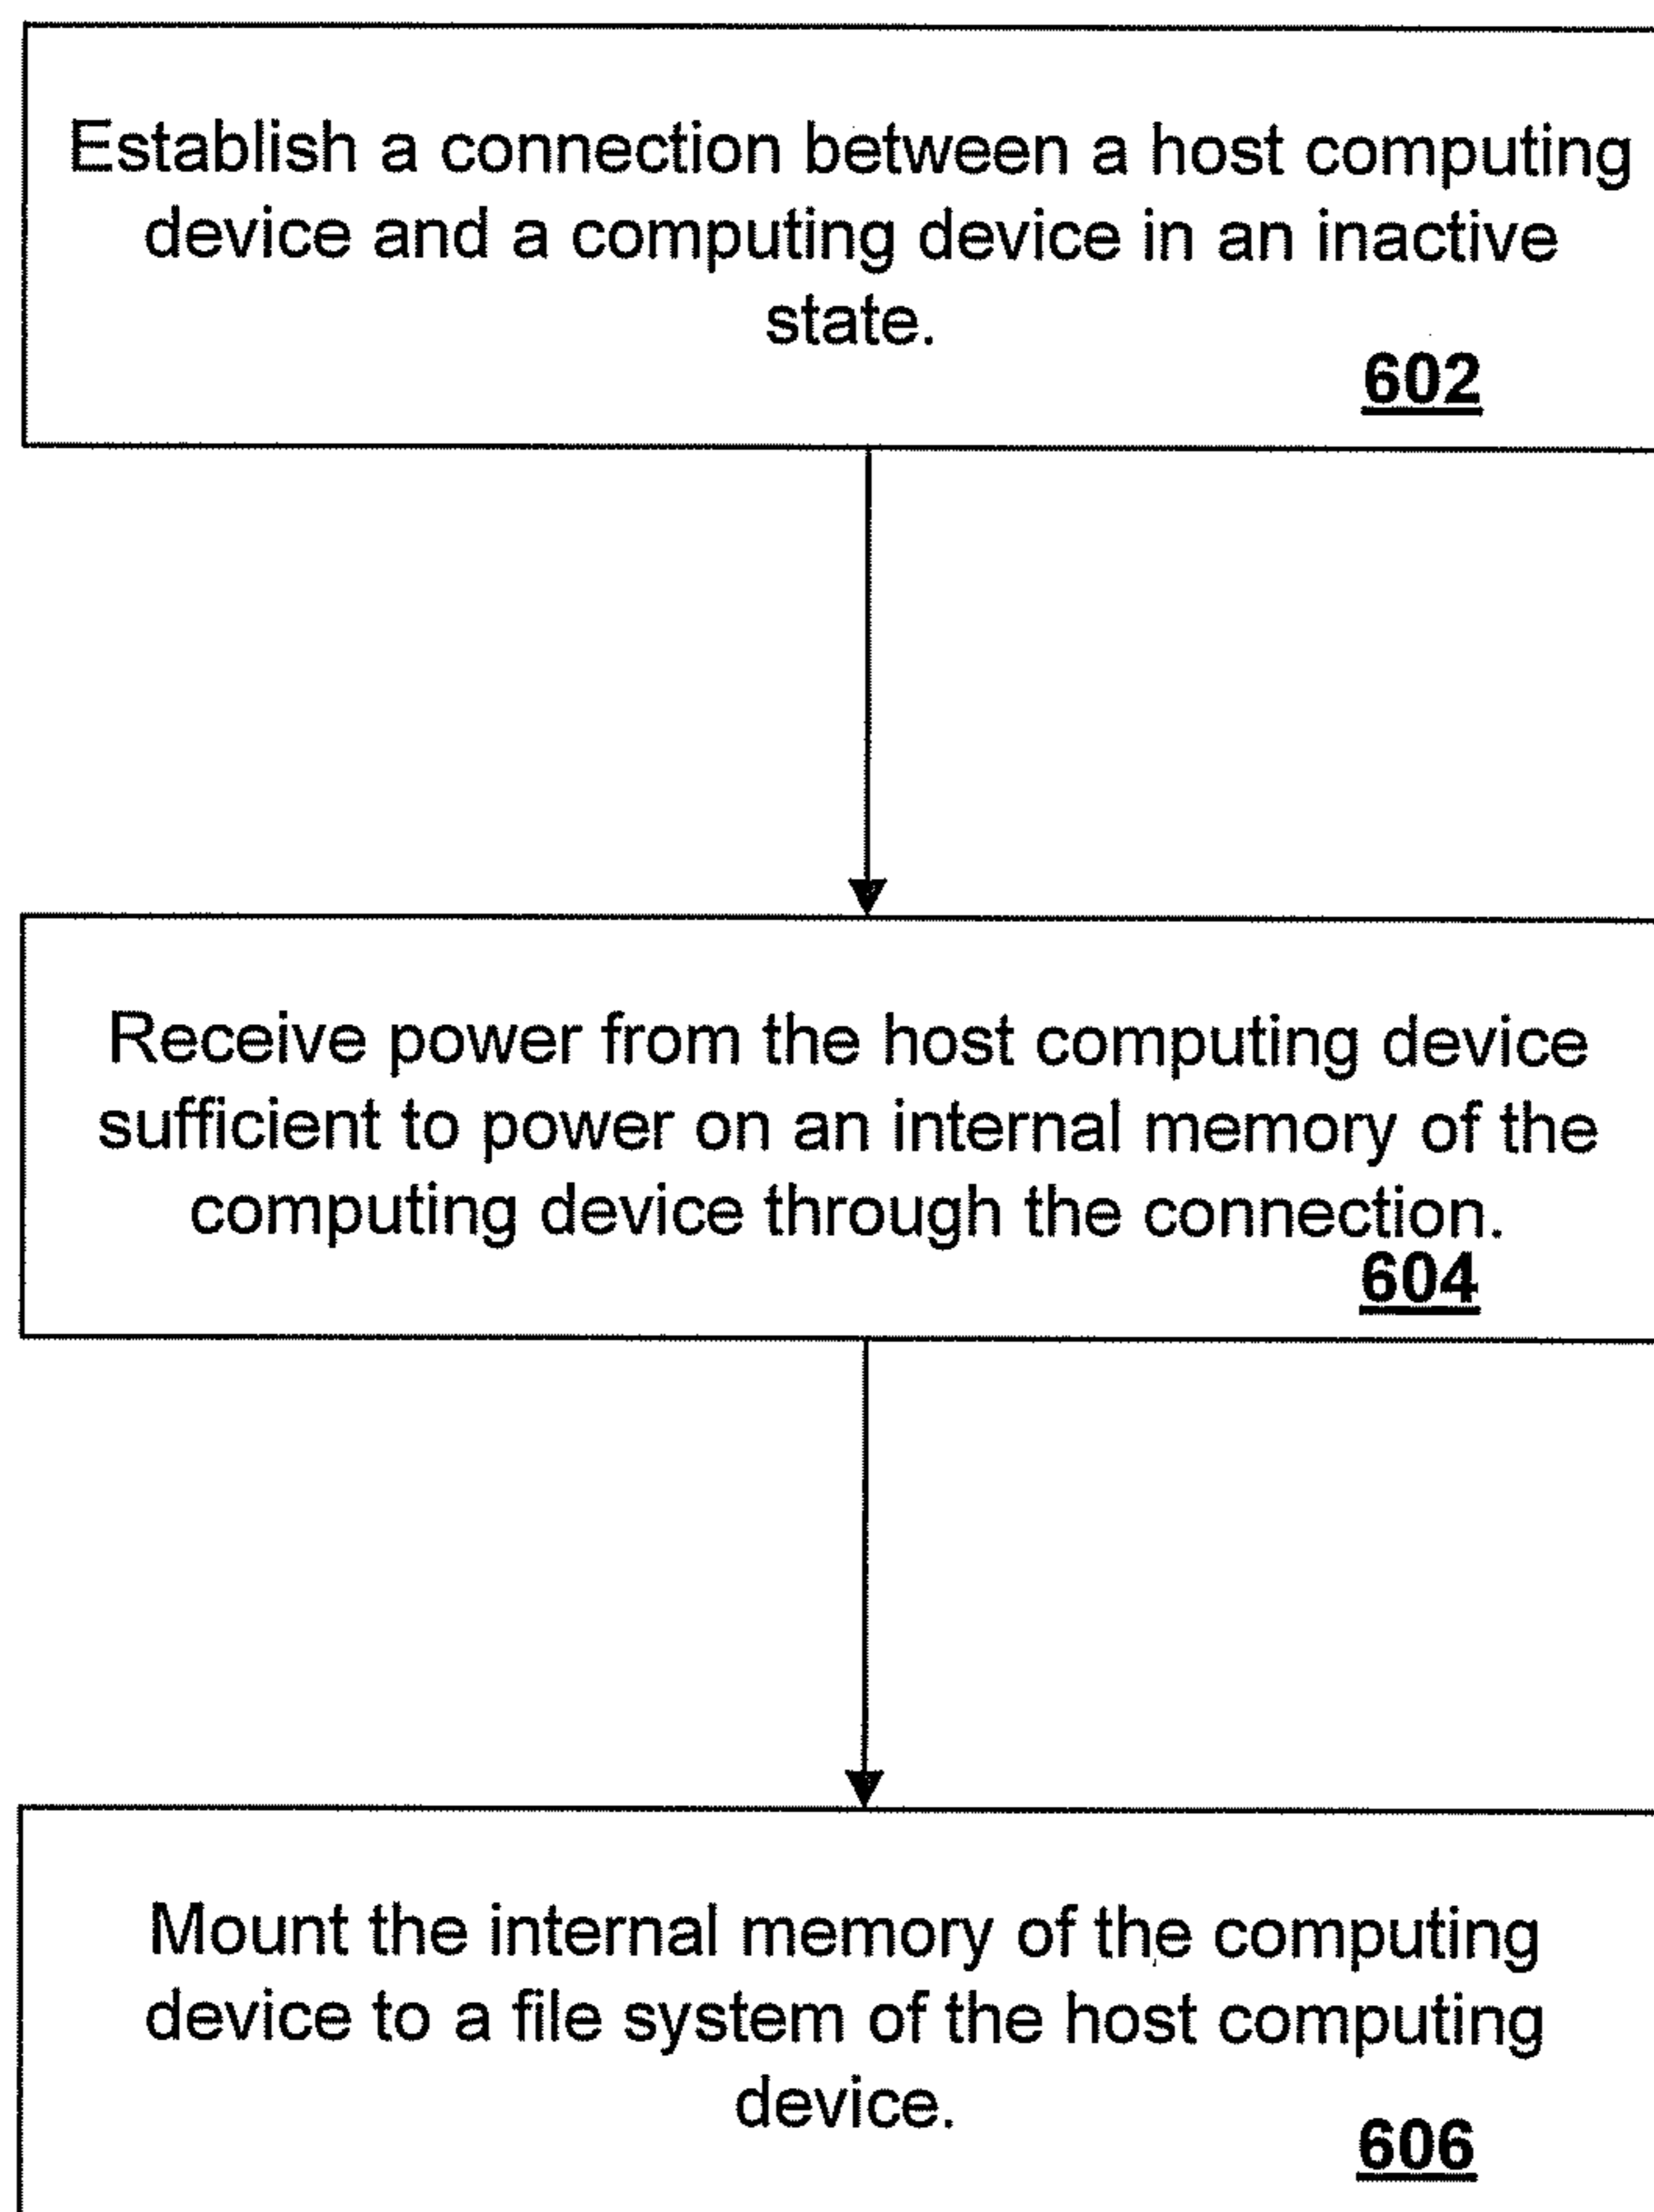 Establish a connection between a host computing
device and a computing device in an inactive
state.
602
Receive power from the host computing device
sufficient to power on an internal memory of the
computing device through the connection.
604
Mount the internal memory of the computing
device to a file system of the host computing
device.
606